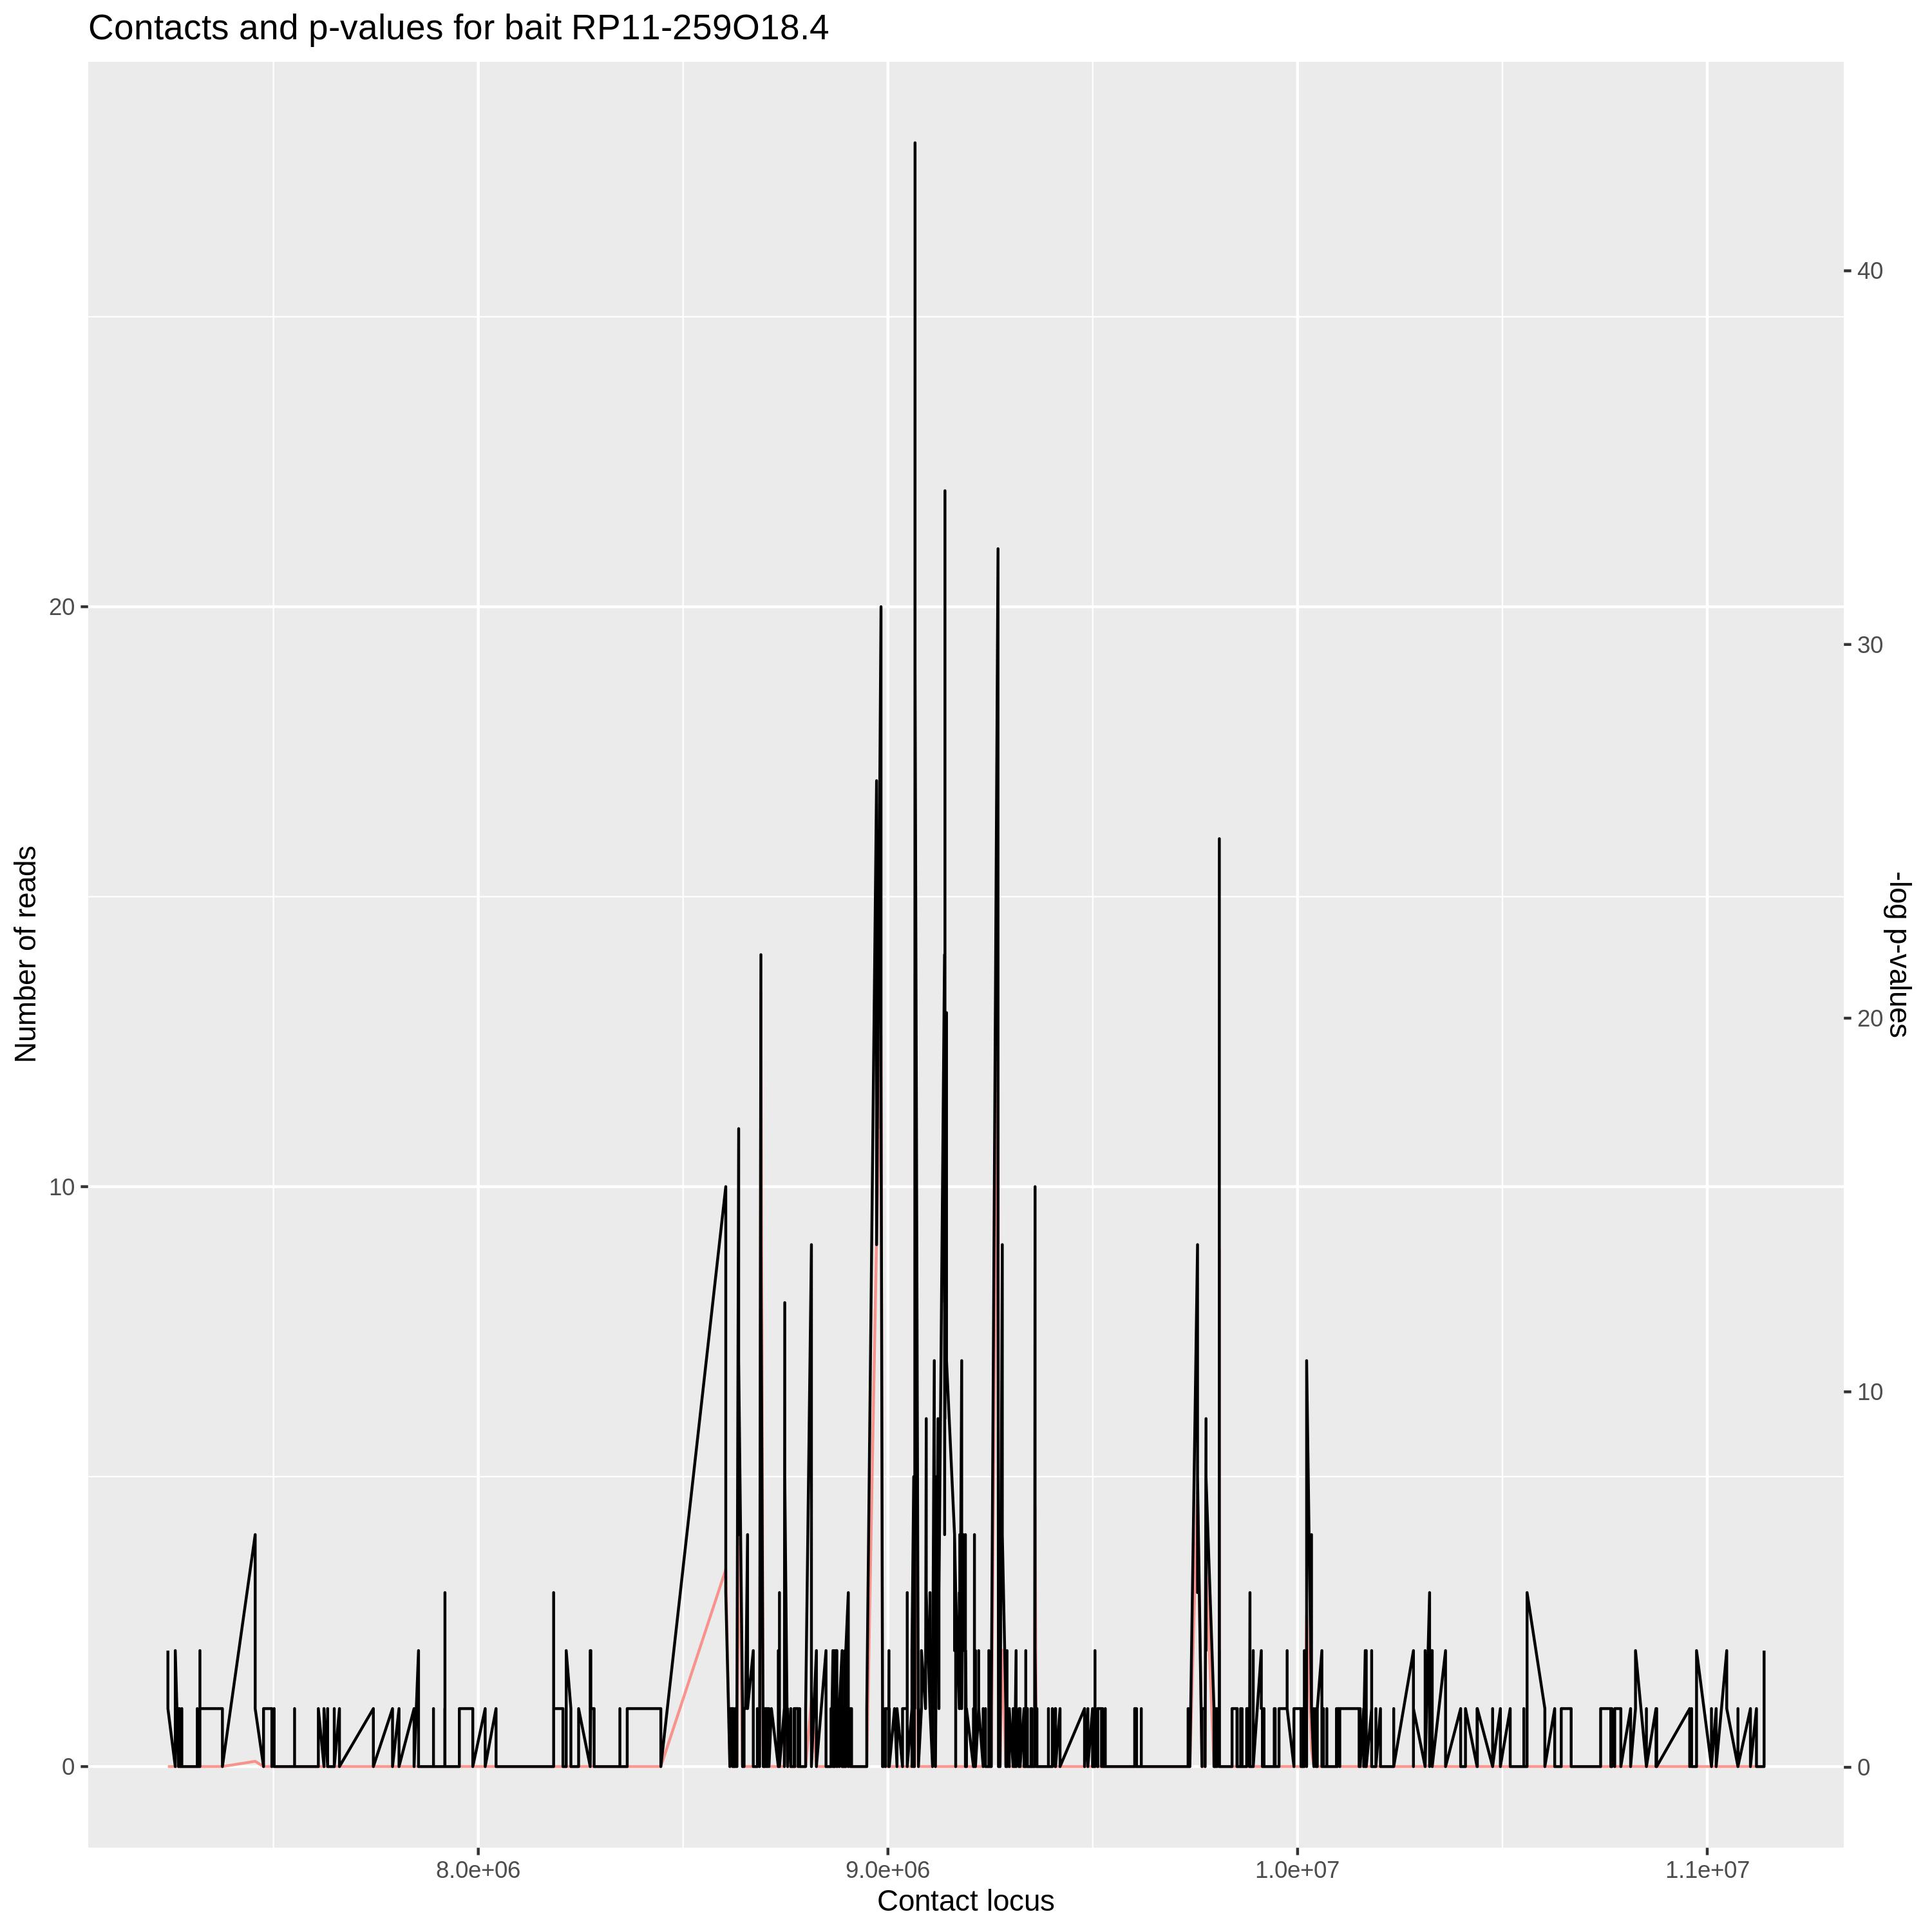 Contacts and p-values for bait RP11-259O18.4
Number of reads
20
10
0
40
30
20
10
0
-log p-values
8.0e+06
9.0e+06
1.0e+07
1.1e+07
Contact locus